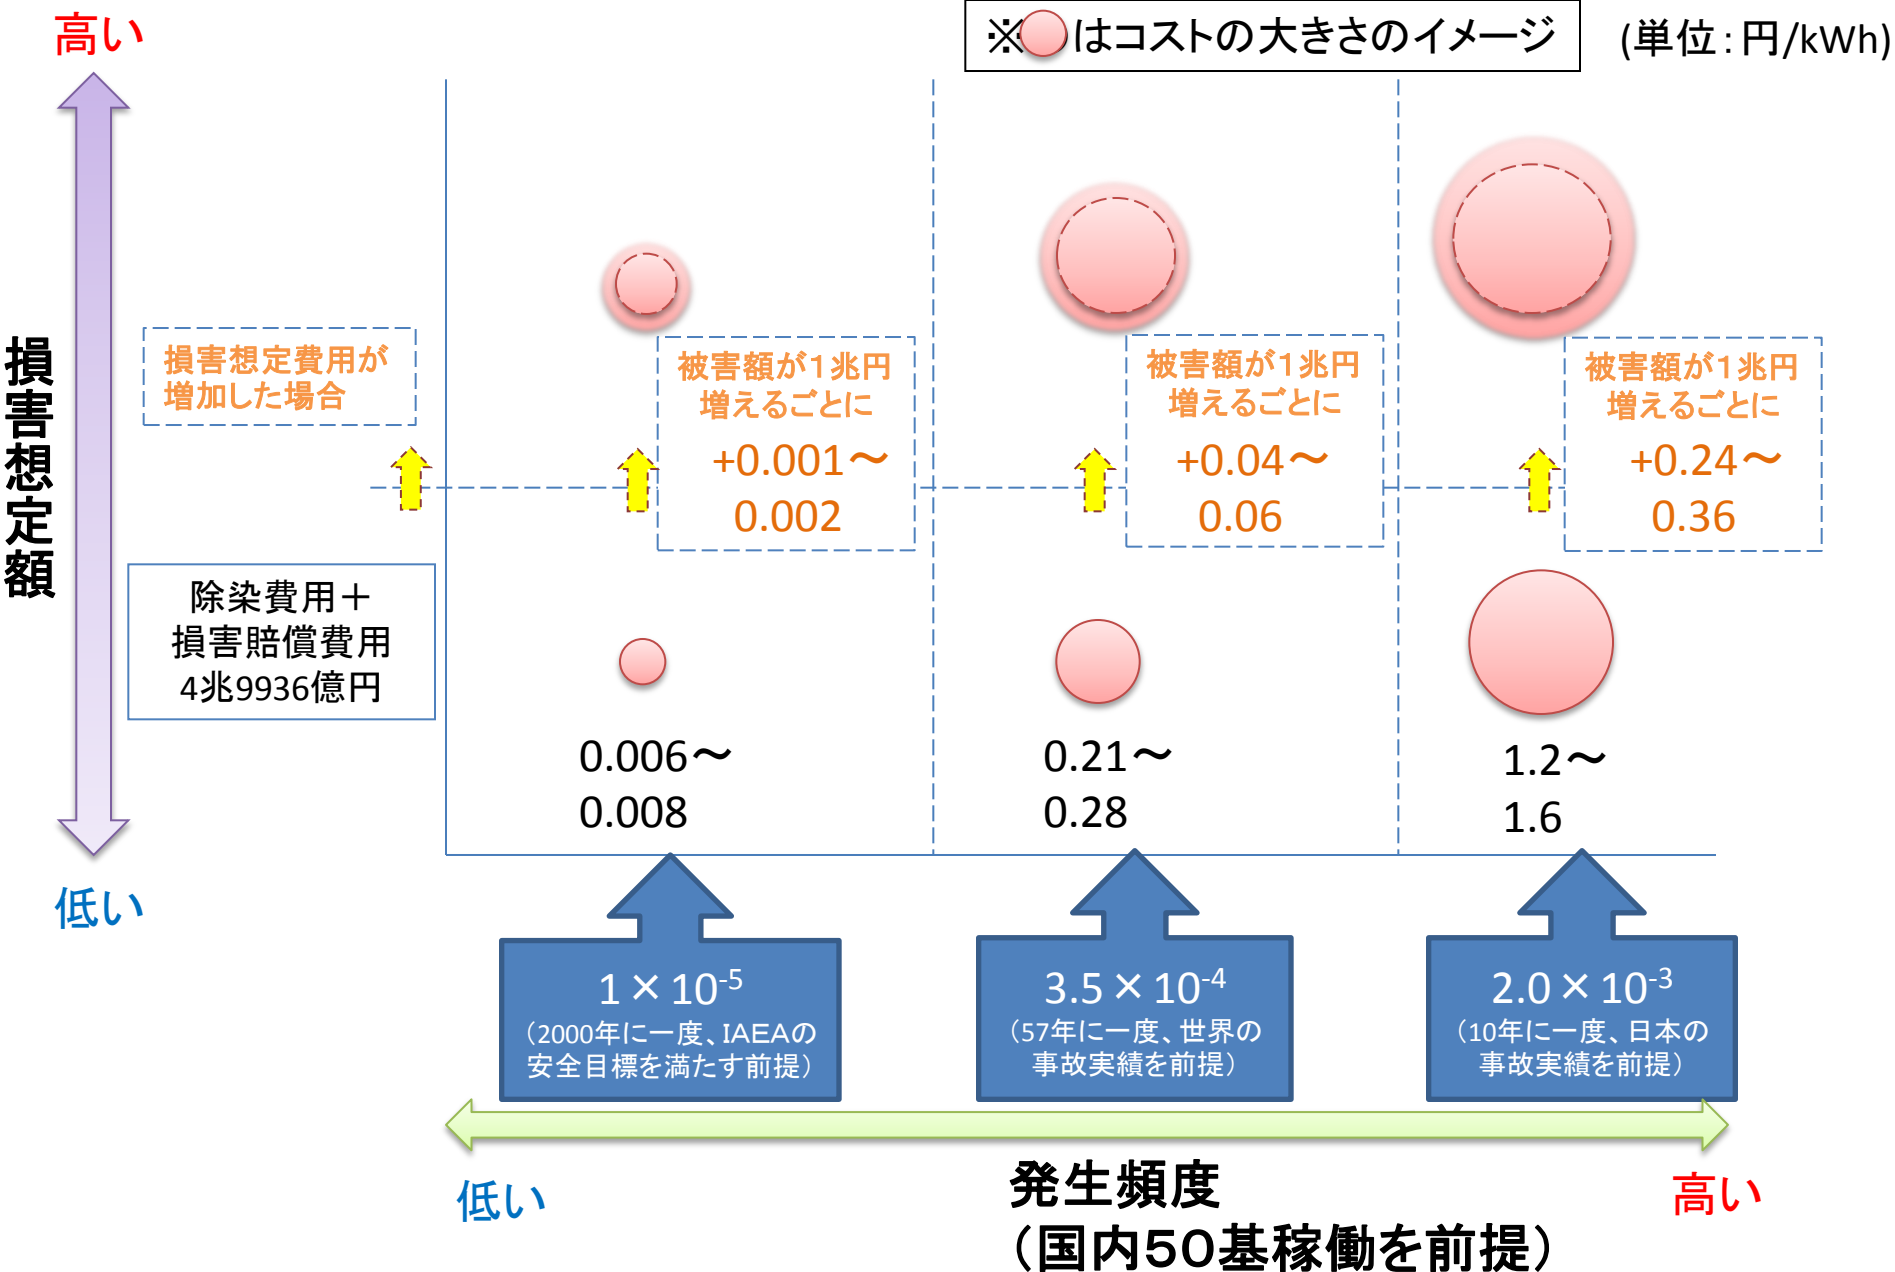 高い
※ はコストの大きさのイメージ
(単位：円/kWh)
損害想定額
損害想定費用が
増加した場合
被害額が１兆円
増えるごとに
+0.001～
0.002
被害額が１兆円
増えるごとに
+0.04～
0.06
被害額が１兆円
増えるごとに
+0.24～
0.36
除染費用＋
損害賠償費用
4兆9936億円
0.006～
0.008
0.21～
0.28
1.2～
1.6
低い
1×10-5
（2000年に一度、IAEAの
安全目標を満たす前提）
3.5×10-4
（57年に一度、世界の
事故実績を前提）
2.0×10-3
（10年に一度、日本の
事故実績を前提）
低い
発生頻度
（国内５０基稼働を前提）
高い